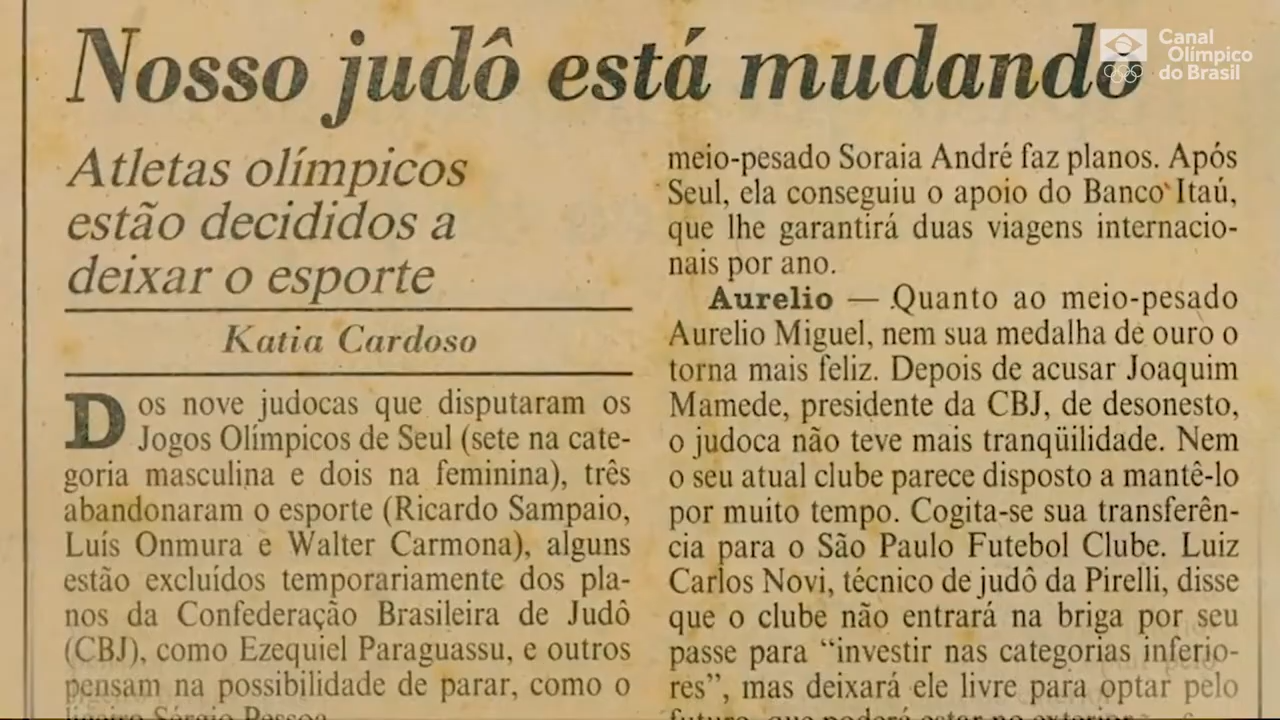 Nosso judô está mudando
Canal
Olímpico
do Brasil
Atletas olímpicos
estão decididos a
deixar o esporte
Katia Cardoso
Dos nove judocas que disputaram os
Jogos Olímpicos de Seul (sete na cate-
goria masculina e dois na feminina), três
abandonaram o esporte (Ricardo Sampaio,
Luís Onmura e Walter Carmona), alguns
estão excluídos temporariamente dos pla-
nos da Confederação Brasileira de Judô
(CBJ), como Ezequiel Paraguassu, e outros
pensam na possibilidade de parar, como o
ligeiro Sérgio Pessoa
meio-pesado Soraia André faz planos. Após
Seul, ela conseguiu o apoio do Banco Itaú,
que lhe garantirá duas viagens internacio-
nais por ano.
Aurelio — Quanto ao meio-pesado
Aurelio Miguel, nem sua medalha de ouro o
torna mais feliz. Depois de acusar Joaquim
Mamede, presidente da CBJ, de desonesto,
o judoca não teve mais tranqüilidade. Nem
o seu atual clube parece disposto a mantê-lo
por muito tempo. Cogita-se sua transferên-
cia para o São Paulo Futebol Clube. Luiz
Carlos Novi, técnico de judô da Pirelli, disse
que o clube não entrará na briga por seu
passe para “investir nas categorias inferio-
res”, mas deixará ele livre para optar pelo
futuro, que poderá estar no exterior